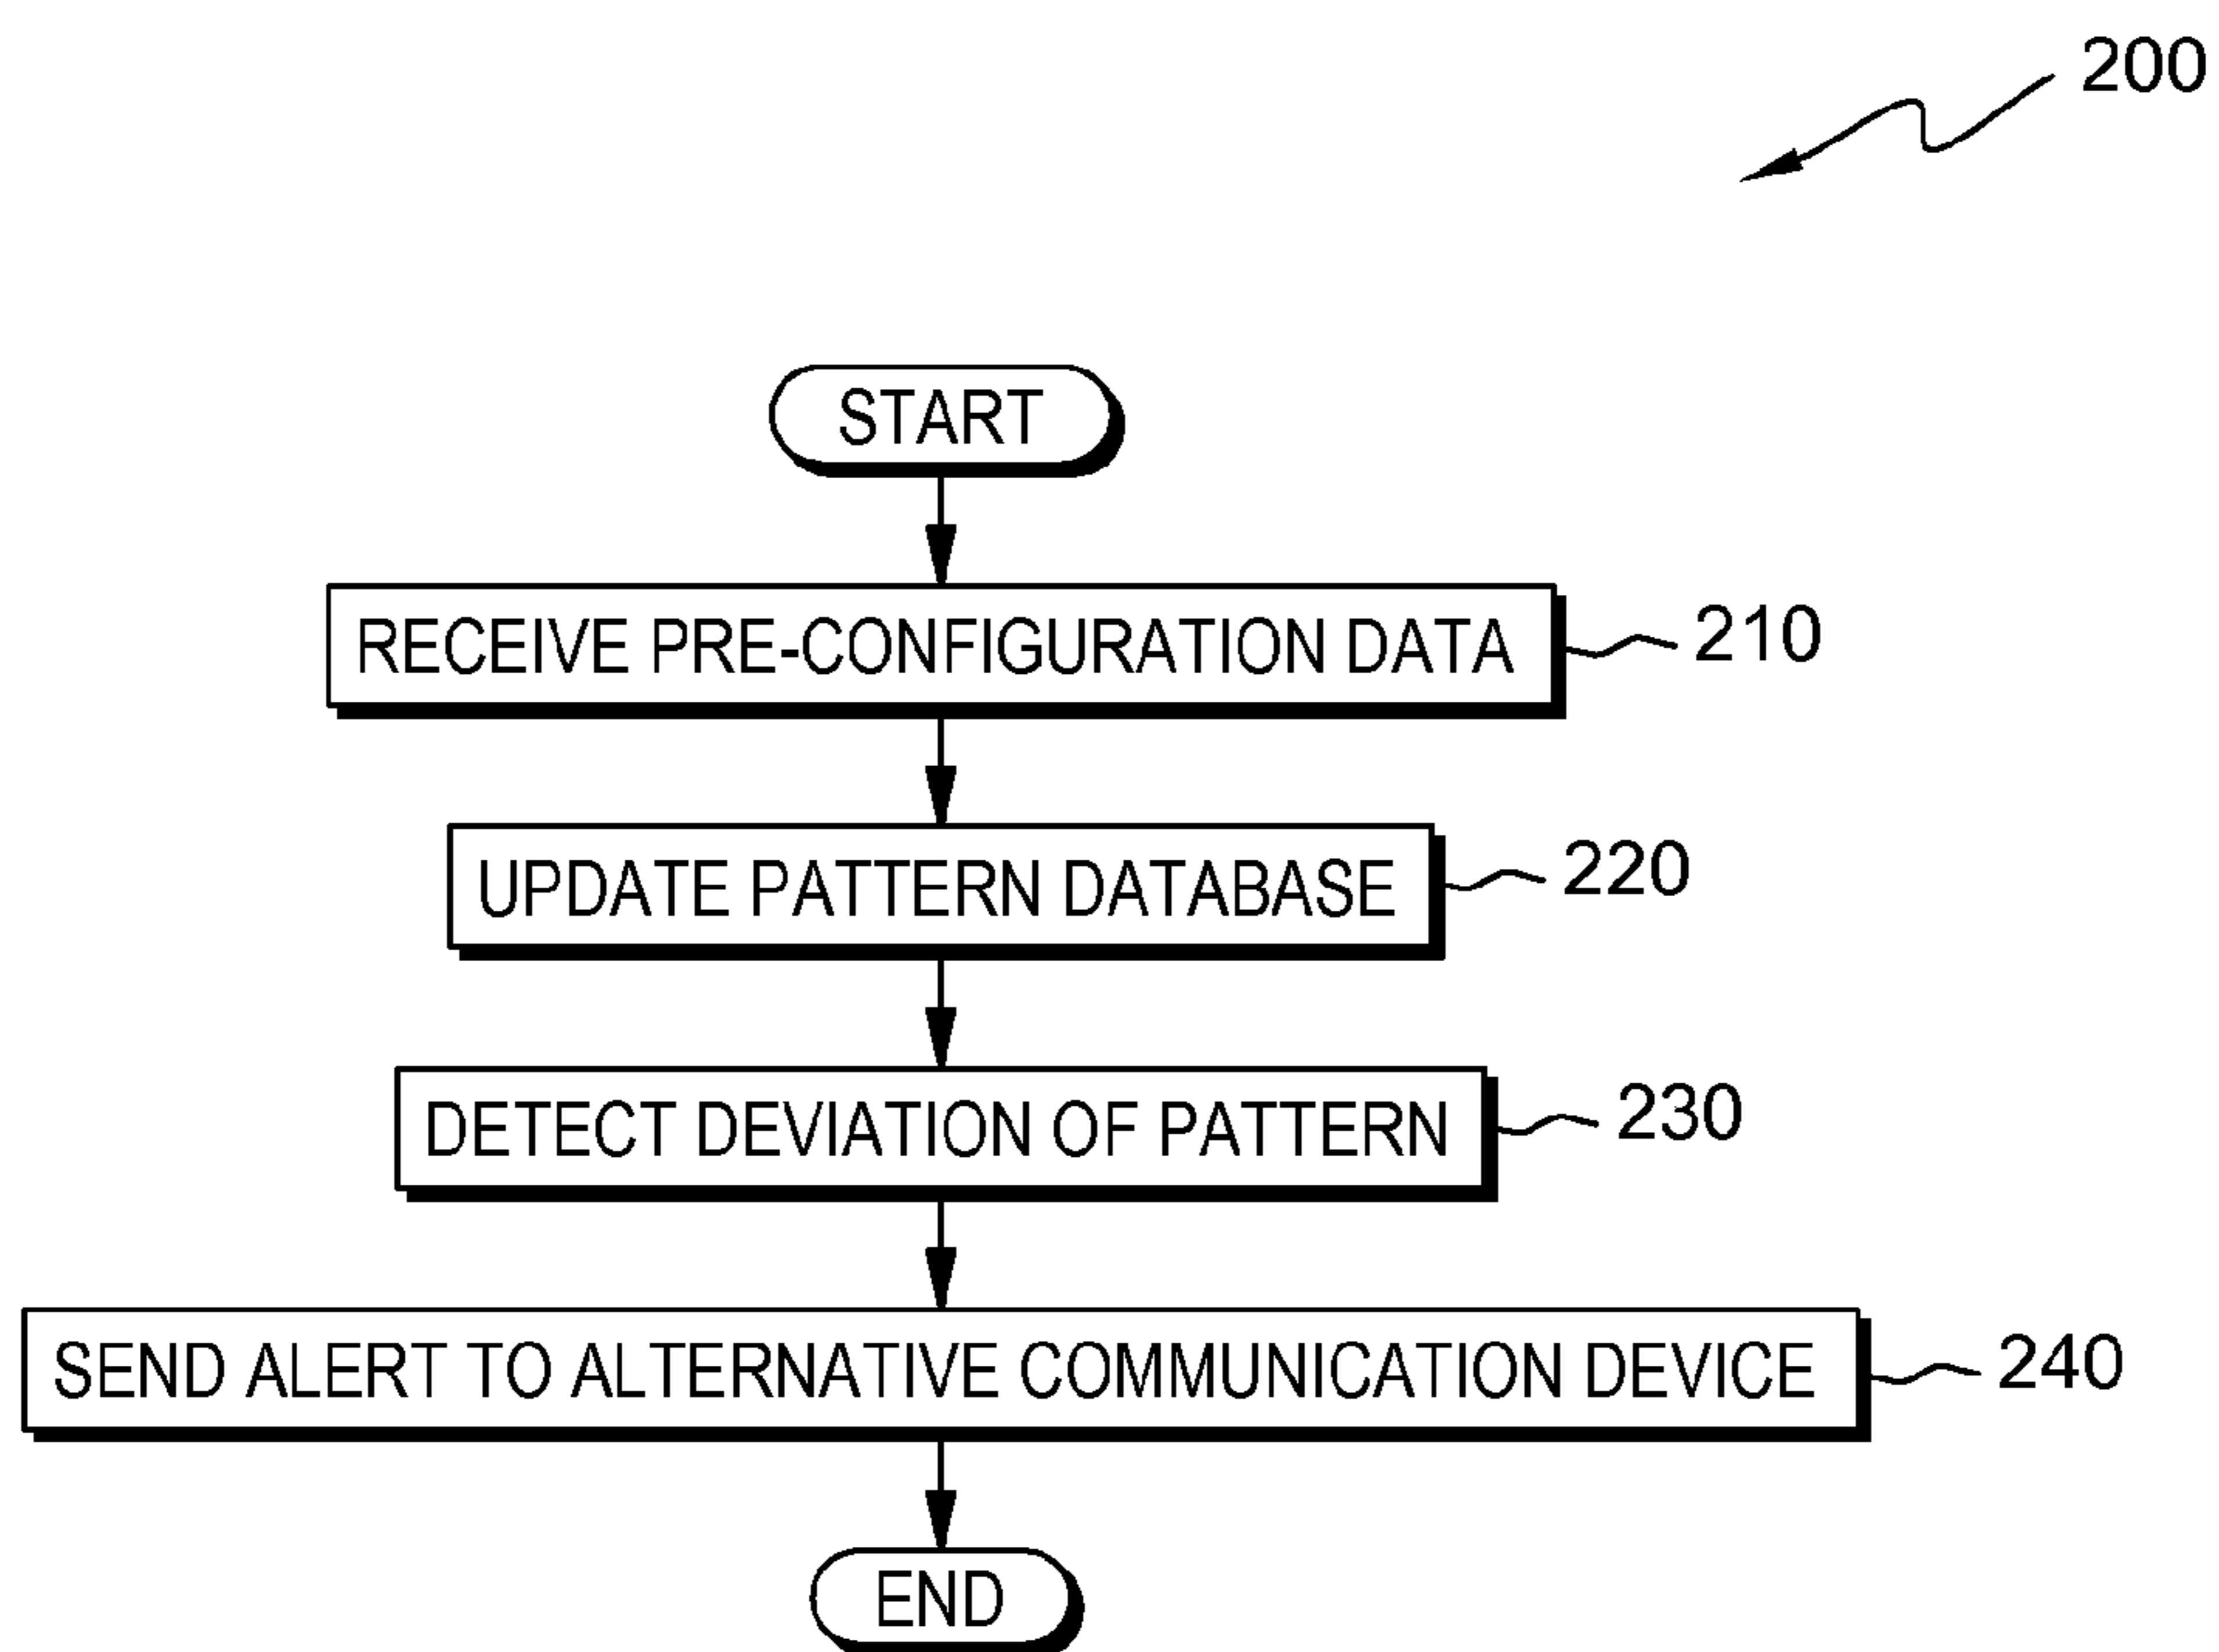 200
START
RECEIVE PRE-CONFIGURATION DATA
210
UPDATE PATTERN DATABASE
220
DETECT DEVIATION OF PATTERN
230
SEND ALERT TO ALTERNATIVE COMMUNICATION DEVICE
240
END